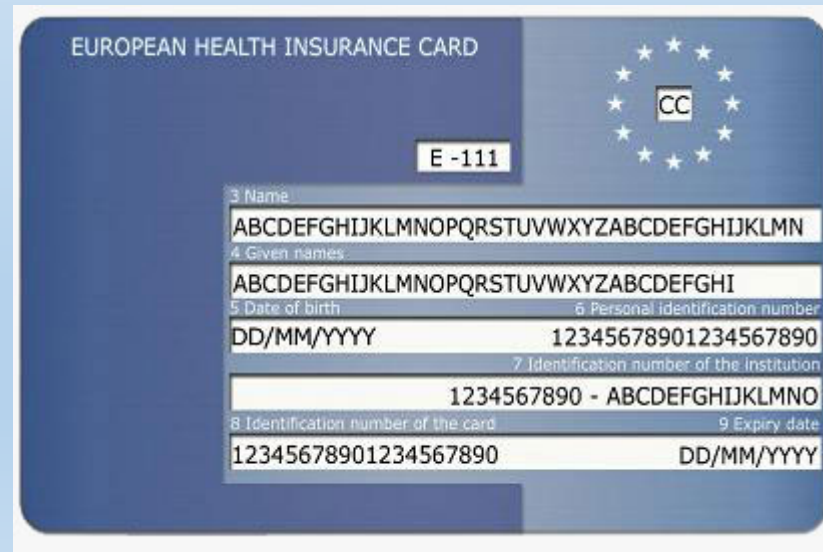 EUROPEAN HEALTH INSURANCE CARD
CC
E -111
3 Name
ABCDEFGHIJKLMNOPQRSTUVWXYZABCDEFGHIJKLMN
4 Given names
ABCDEFGHIJKLMNOPQRSTUVWXYZABCDEFGHI
5 Date of birth 6 Personal identification number
DD/MM/YYYY 12345678901234567890
7 Identification number of the institution
1234567890 - ABCDEFGHIJKLMNO
8 Identification number of the card 9 Expiry date
12345678901234567890 DD/MM/YYYY